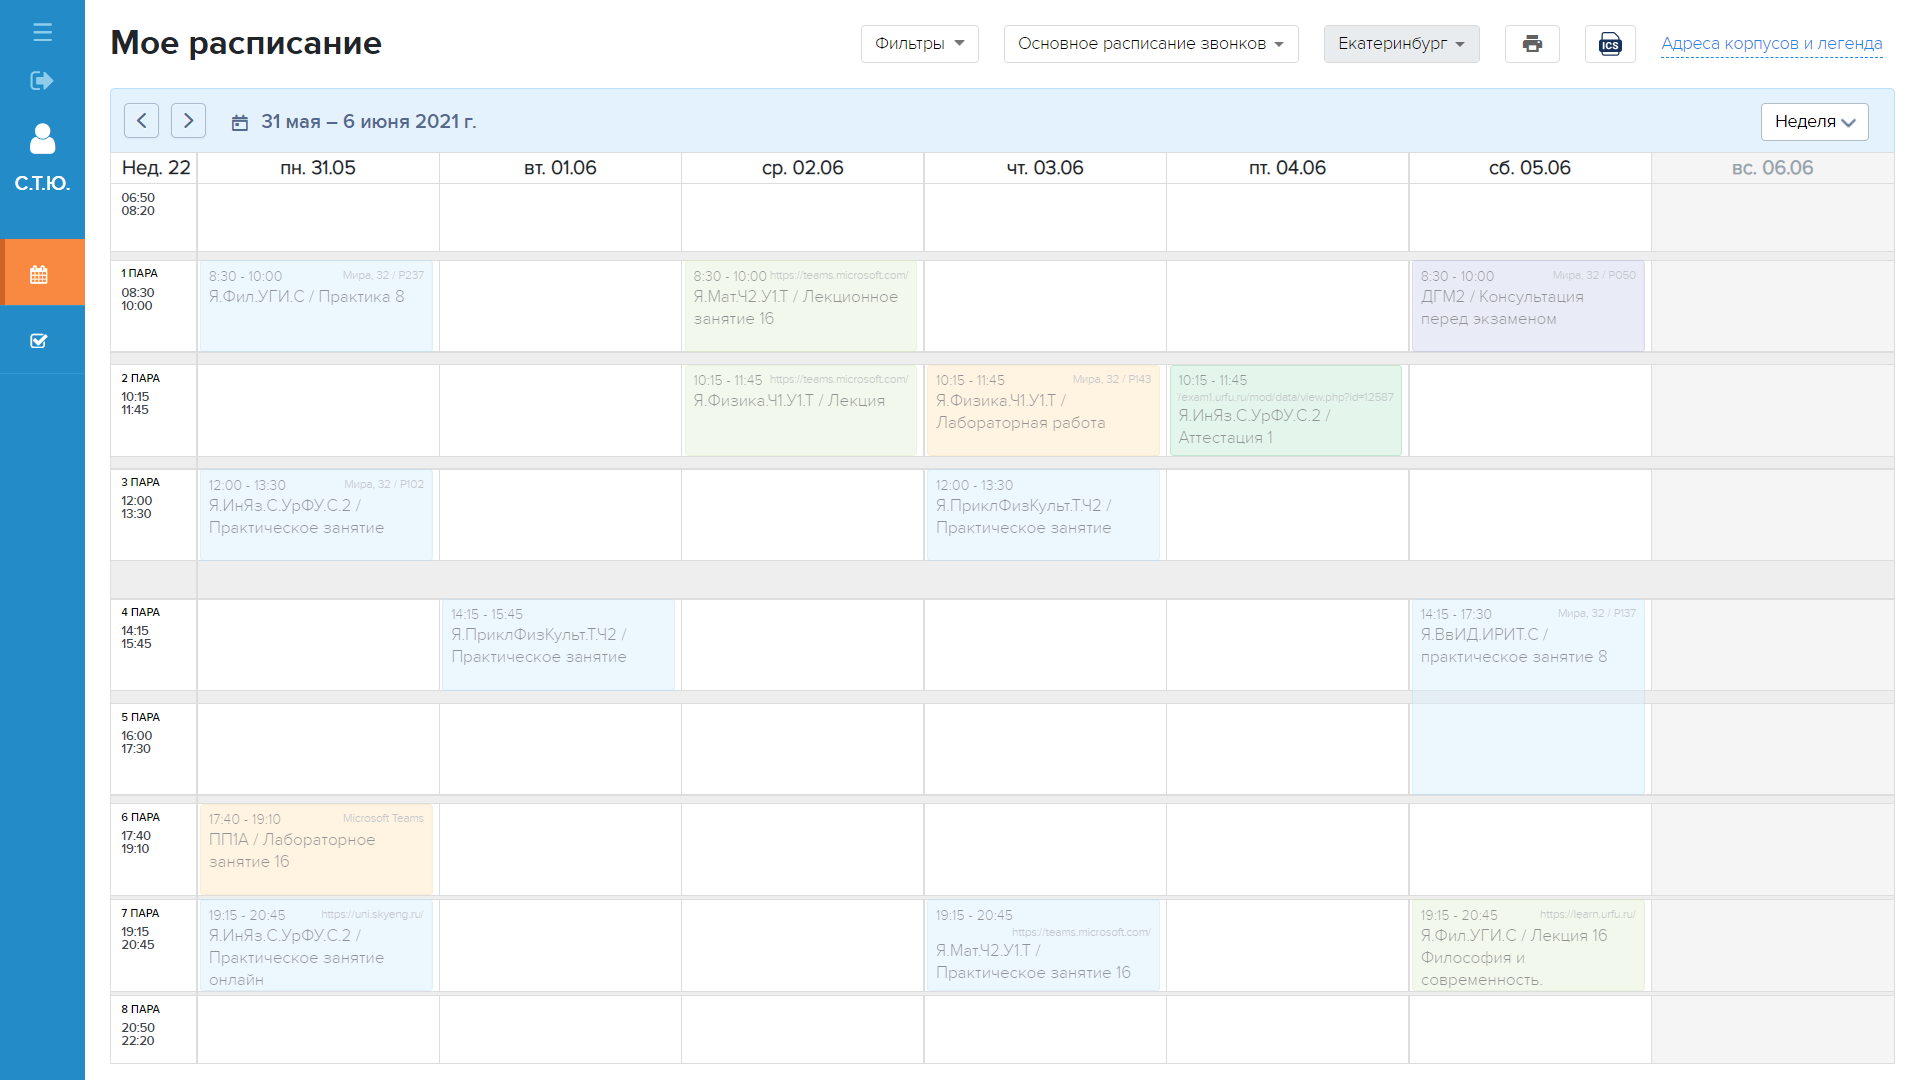 Мое расписание
Фильтры
Основное расписание звонков
Екатеринбург
ICS
Адреса корпусов и легенда
С.Т.Ю.
31 мая – 6 июня 2021 г.
Неделя
Нед. 22
пн. 31.05
вт. 01.06
ср. 02.06
чт. 03.06
пт. 04.06
сб. 05.06
вс. 06.06
06:50
08:20
1 ПАРА
08:30
10:00
8:30 - 10:00 Мира, 32 / Р237
Я.Фил.УГИ.С / Практика 8
8:30 - 10:00 https://teams.microsoft.com/
Я.Мат.Ч2.У1.Т / Лекционное
занятие 16
8:30 - 10:00 Мира, 32 / Р050
ДГМ2 / Консультация
перед экзаменом
2 ПАРА
10:15
11:45
10:15 - 11:45 https://teams.microsoft.com/
Я.Физика.Ч1.У1.Т / Лекция
10:15 - 11:45 Мира, 32 / Р143
Я.Физика.Ч1.У1.Т /
Лабораторная работа
10:15 - 11:45
/exam1.urfu.ru/mod/data/view.php?id=12587
Я.ИнЯз.С.УрФУ.С.2 /
Аттестация 1
3 ПАРА
12:00
13:30
12:00 - 13:30 Мира, 32 / Р102
Я.ИнЯз.С.УрФУ.С.2 /
Практическое занятие
12:00 - 13:30
Я.ПриклФизКульт.Т.Ч2 /
Практическое занятие
4 ПАРА
14:15
15:45
14:15 - 15:45
Я.ПриклФизКульт.Т.Ч2 /
Практическое занятие
14:15 - 17:30 Мира, 32 / Р137
Я.ВвИД.ИРИТ.С /
практическое занятие 8
5 ПАРА
16:00
17:30
6 ПАРА
17:40
19:10
17:40 - 19:10 Microsoft Teams
ПП1А / Лабораторное
занятие 16
7 ПАРА
19:15
20:45
19:15 - 20:45 https://uni.skyeng.ru/
Я.ИнЯз.С.УрФУ.С.2 /
Практическое занятие
онлайн
19:15 - 20:45
https://teams.microsoft.com/
Я.Мат.Ч2.У1.Т /
Практическое занятие 16
19:15 - 20:45 https://learn.urfu.ru/
Я.Фил.УГИ.С / Лекция 16
Философия и
современность.
8 ПАРА
20:50
22:20